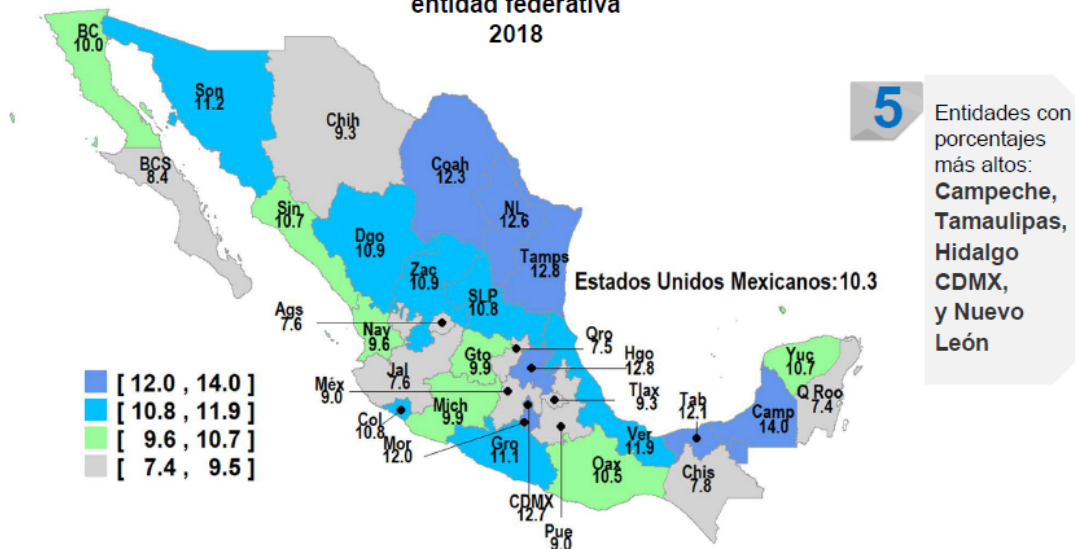 entidad federativa
2018
BC
10.0
Son
11.2
Chih
9.3
BCS
8.4
Coah
12.3
Sin
10.7
NL
12.6
Dgo
10.9
Tamps
12.8
Zac
10.9
SLP
10.8
Estados Unidos Mexicanos:10.3
Ags
7.6
Nay
9.6
Gto
9.9
Qro
7.5
Hgo
12.8
Jal
7.6
Méx
9.0
Mich
9.9
Tlax
9.3
Col
10.8
Mor
12.0
Gro
11.1
CDMX
12.7
Pue
9.0
Ver
11.9
Oax
10.5
Tab
12.1
Chis
7.8
Camp
14.0
Yuc
10.7
Q Roo
7.4
[ 12.0 , 14.0 ]
[ 10.8 , 11.9 ]
[ 9.6 , 10.7 ]
[ 7.4 , 9.5 ]
5
Entidades con
porcentajes
más altos:
Campeche,
Tamaulipas,
Hidalgo
CDMX,
y Nuevo
León